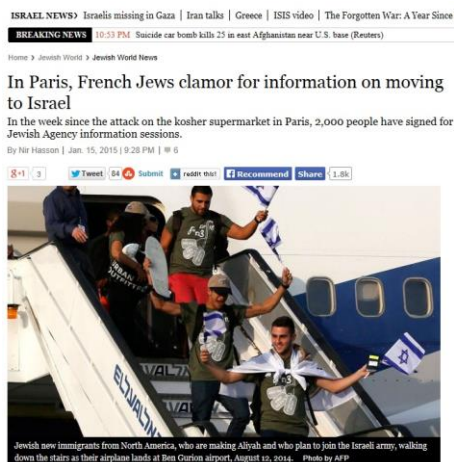 ISRAEL NEWS › Israelis missing in Gaza | Iran talks | Greece | ISIS video | The Forgotten War: A Year Since
BREAKING NEWS 10:53 PM Suicide car bomb kills 25 in east Afghanistan near U.S. base (Reuters)
Home > Jewish World > Jewish World News
In Paris, French Jews clamor for information on moving
to Israel
In the week since the attack on the kosher supermarket in Paris, 2,000 people have signed for
Jewish Agency information sessions.
By Nir Hasson | Jan. 15, 2015 | 9:28 PM | 6
g+1 3 Tweet 84 Submit reddit this! Recommend Share 1.8k
URBAN
OUTFITTERS
EL AL
Jewish new immigrants from North America, who are making Aliyah and who plan to join the Israeli army, walking
down the stairs as their airplane lands at Ben Gurion airport, August 12, 2014. Photo by AFP